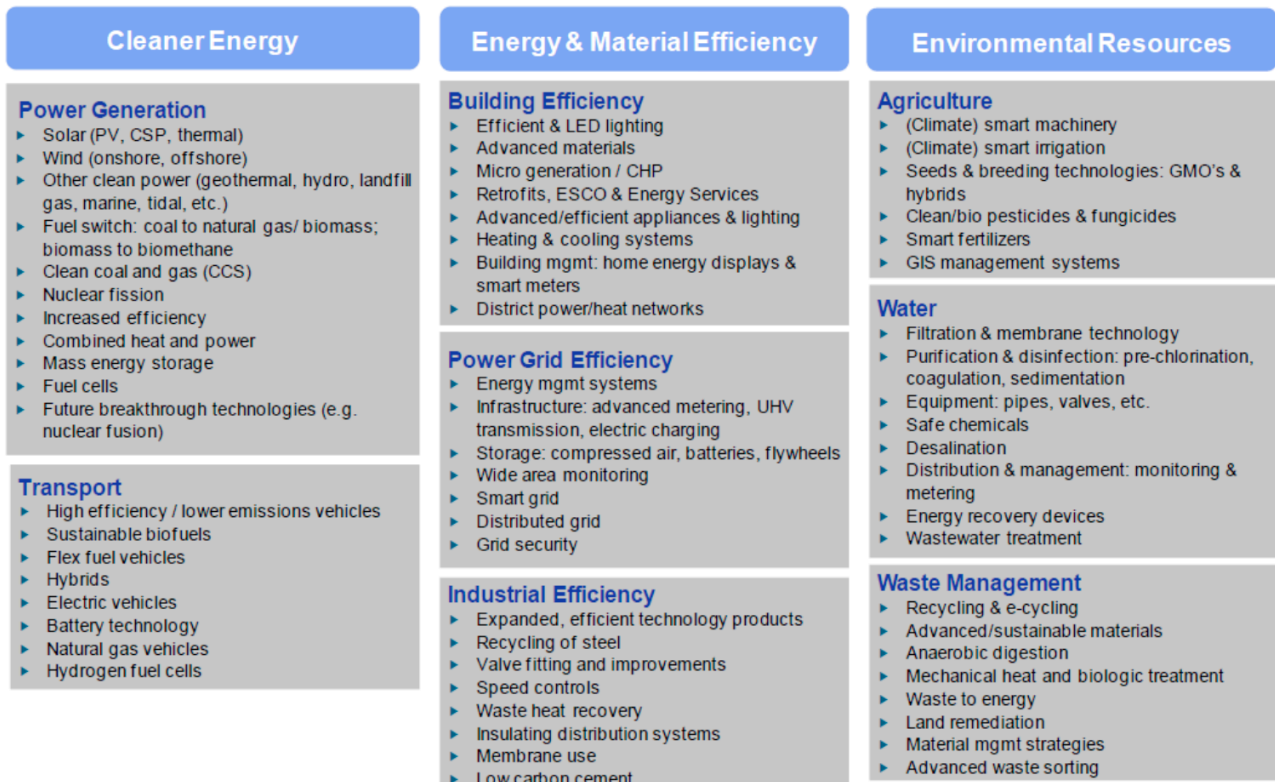 Cleaner Energy
Power Generation
Solar (PV, CSP, thermal)
Wind (onshore, offshore)
Other clean power (geothermal, hydro, landfill
gas, marine, tidal, etc.)
Fuel switch: coal to natural gas/ biomass;
biomass to biomethane
Clean coal and gas (CCS)
Nuclear fission
Increased efficiency
Combined heat and power
Mass energy storage
Fuel cells
Future breakthrough technologies (e.g.
nuclear fusion)
Transport
High efficiency / lower emissions vehicles
Sustainable biofuels
Flex fuel vehicles
Hybrids
Electric vehicles
Battery technology
Natural gas vehicles
Hydrogen fuel cells
Energy & Material Efficiency
Building Efficiency
Efficient & LED lighting
Advanced materials
Micro generation / CHP
Retrofits, ESCO & Energy Services
Advanced/efficient appliances & lighting
Heating & cooling systems
Building mgmt: home energy displays &
smart meters
District power/heat networks
Power Grid Efficiency
Energy mgmt systems
Infrastructure: advanced metering, UHV
transmission, electric charging
Storage: compressed air, batteries, flywheels
Wide area monitoring
Smart grid
Distributed grid
Grid security
Industrial Efficiency
Expanded, efficient technology products
Recycling of steel
Valve fitting and improvements
Speed controls
Waste heat recovery
Insulating distribution systems
Membrane use
Low carbon cement
Environmental Resources
Agriculture
(Climate) smart machinery
(Climate) smart irrigation
Seeds & breeding technologies: GMO's &
hybrids
Clean/bio pesticides & fungicides
Smart fertilizers
GIS management systems
Water
Filtration & membrane technology
Purification & disinfection: pre-chlorination,
coagulation, sedimentation
Equipment: pipes, valves, etc.
Safe chemicals
Desalination
Distribution & management: monitoring &
metering
Energy recovery devices
Wastewater treatment
Waste Management
Recycling & e-cycling
Advanced/sustainable materials
Anaerobic digestion
Mechanical heat and biologic treatment
Waste to energy
Land remediation
Material mgmt strategies
Advanced waste sorting